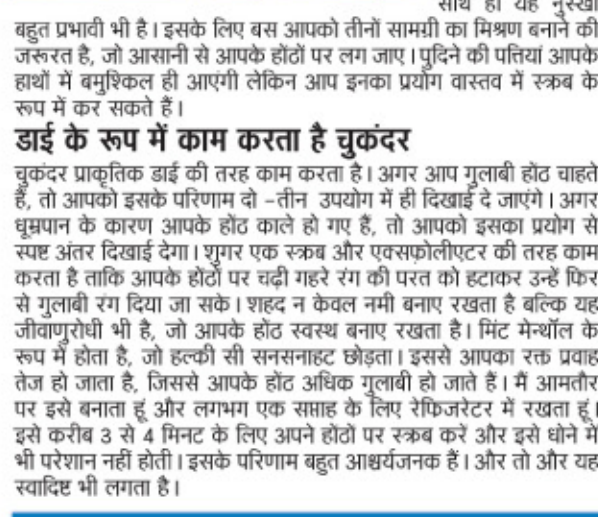 साथ ही यह नुस्खा
बहुत प्रभावी भी है। इसके लिए बस आपको तीनों सामग्री का मिश्रण बनाने की
जरूरत है, जो आसानी से आपके होंठों पर लग जाए। पुदिने की पत्तियां आपके
हाथों में बमुश्किल ही आएंगी लेकिन आप इनका प्रयोग वास्तव में स्क्रब के
रूप में कर सकते हैं।
डाई के रूप में काम करता है चुकंदर
चुकंदर प्राकृतिक डाई की तरह काम करता है। अगर आप गुलाबी होंठ चाहते
हैं, तो आपको इसके परिणाम दो –तीन उपयोग में ही दिखाई दे जाएंगे। अगर
धूम्रपान के कारण आपके होंठ काले हो गए हैं, तो आपको इसका प्रयोग से
स्पष्ट अंतर दिखाई देगा। शुगर एक स्क्रब और एक्सफ़ोलीएटर की तरह काम
करता है ताकि आपके होंठों पर चढ़ी गहरे रंग की परत को हटाकर उन्हें फिर
से गुलाबी रंग दिया जा सके। शहद न केवल नमी बनाए रखता है बल्कि यह
जीवाणुरोधी भी है, जो आपके होंठ स्वस्थ बनाए रखता है। मिंट मेन्थॉल के
रूप में होता है, जो हल्की सी सनसनाहट छोड़ता। इससे आपका रक्त प्रवाह
तेज हो जाता है, जिससे आपके होंठ अधिक गुलाबी हो जाते हैं। मैं आमतौर
पर इसे बनाता हूं और लगभग एक सप्ताह के लिए रेफिजरेटर में रखता हूं।
इसे करीब 3 से 4 मिनट के लिए अपने होंठों पर स्क्रब करें और इसे धोने में
भी परेशान नहीं होती। इसके परिणाम बहुत आश्चर्यजनक हैं। और तो और यह
स्वादिष्ट भी लगता है।